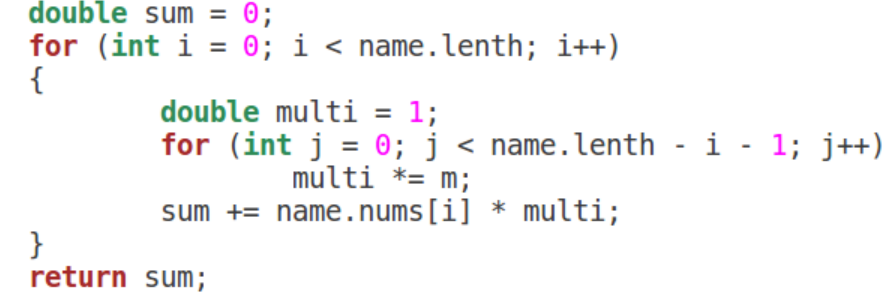 double sum = 0;
for (int i = 0; i < name.lenth; i++)
{
        double multi = 1;
        for (int j = 0; j < name.lenth - i - 1; j++)
                multi *= m;
        sum += name.nums[i] * multi;
}
return sum;